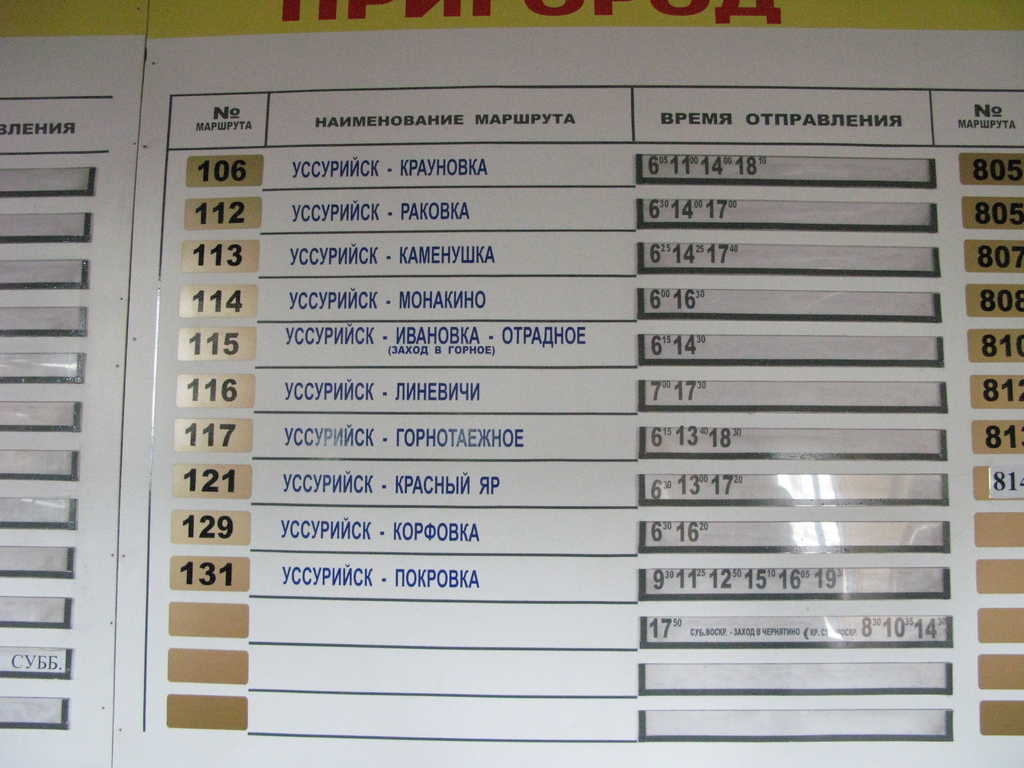 ПРИГОРОД
ВЛЕНИЯ
№ МАРШРУТА НАИМЕНОВАНИЕ МАРШРУТА ВРЕМЯ ОТПРАВЛЕНИЯ № МАРШРУТА
106 УССУРИЙСК - КРАУНОВКА 6 05 11 00 14 00 18 10 805
112 УССУРИЙСК - РАКОВКА 6 30 14 00 17 00 805
113 УССУРИЙСК - КАМЕНУШКА 6 25 14 25 17 40 807
114 УССУРИЙСК - МОНАКИНО 6 00 16 30 808
115 УССУРИЙСК - ИВАНОВКА - ОТРАДНОЕ 6 15 14 30 810
(ЗАХОД В ГОРНОЕ)
116 УССУРИЙСК - ЛИНЕВИЧИ 7 00 17 30 812
117 УССУРИЙСК - ГОРНОТАЕЖНОЕ 6 15 13 40 18 30 813
121 УССУРИЙСК - КРАСНЫЙ ЯР 6 30 13 00 17 20 814
129 УССУРИЙСК - КОРФОВКА 6 30 16 20
131 УССУРИЙСК - ПОКРОВКА 9 30 11 25 12 50 15 10 16 05 19
17 50 СУБ.ВОСКР. - ЗАХОД В ЧЕРНЯТИНО ( КР. 8 30 10 35 14 30
СУББ.